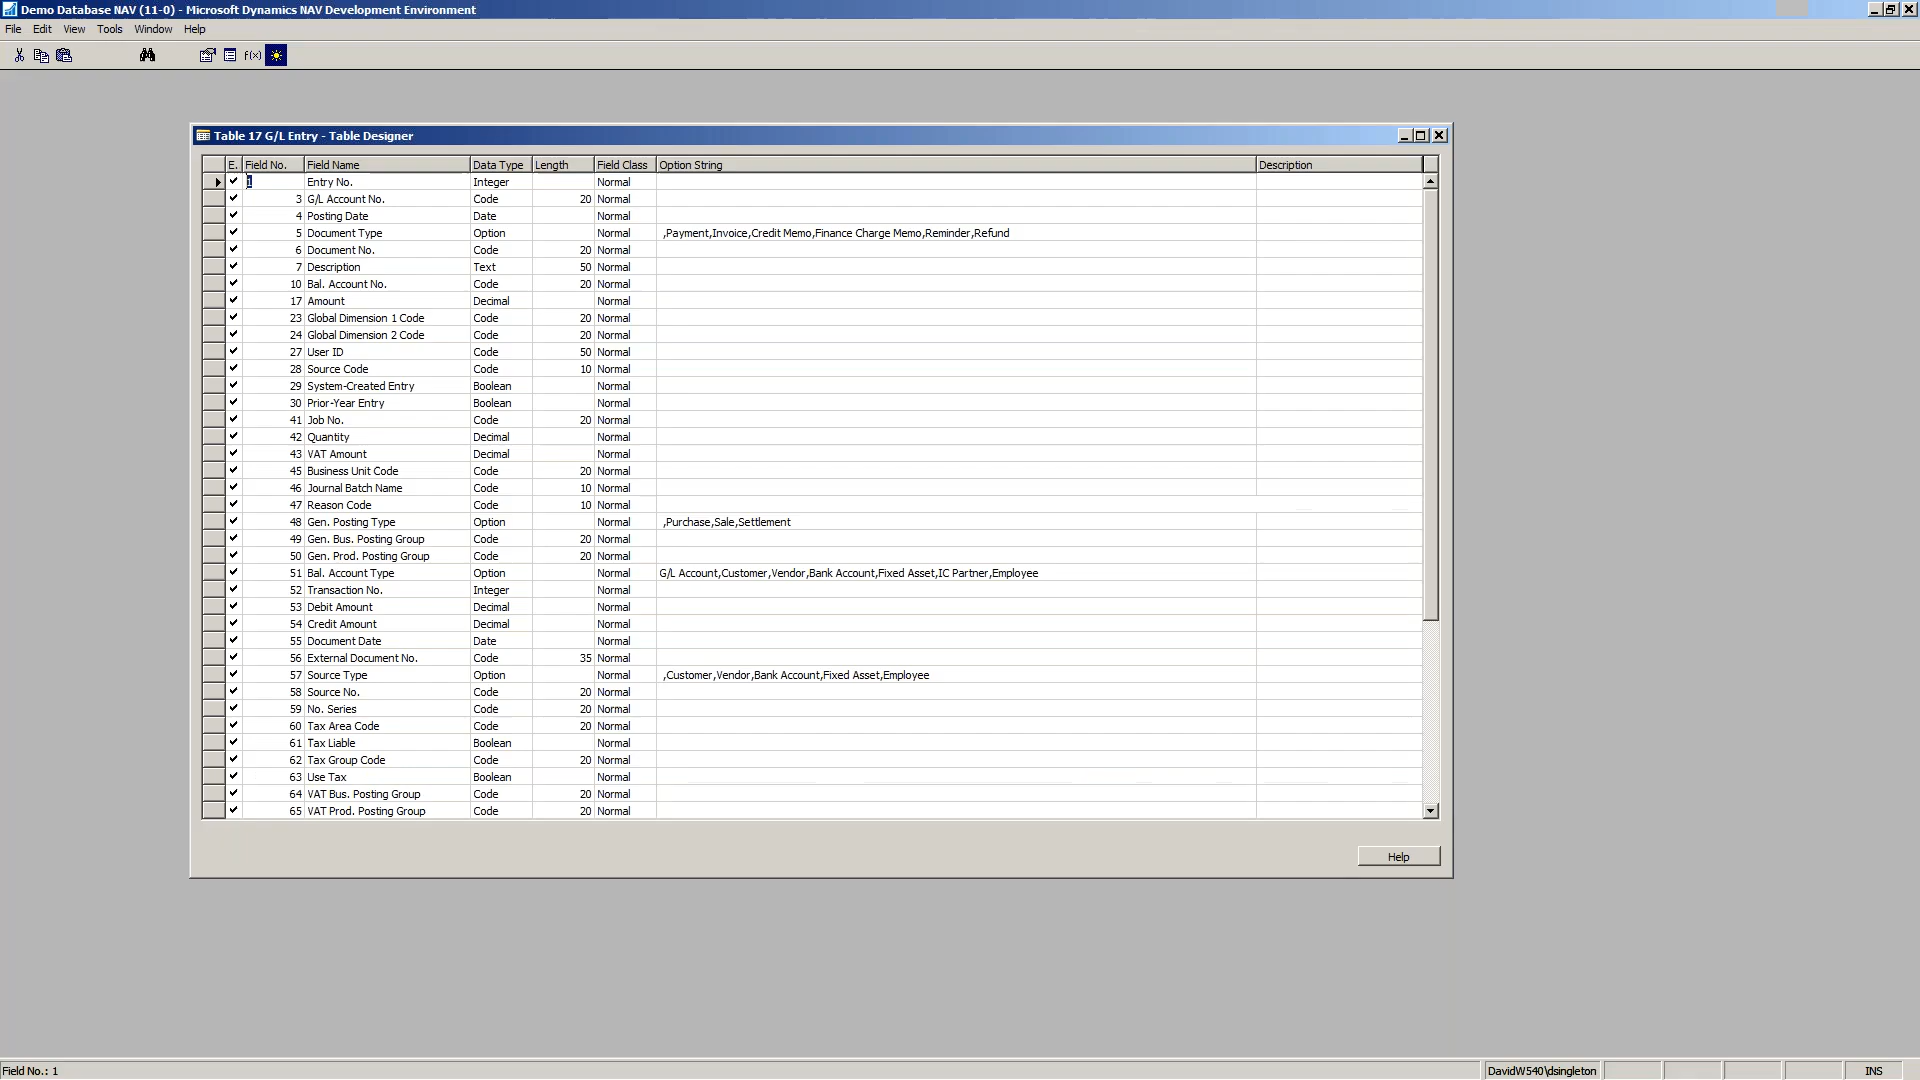 Demo Database NAV (11-0) - Microsoft Dynamics NAV Development Environment
File Edit View Tools Window Help
f(x)
Table 17 G/L Entry - Table Designer
E. Field No. Field Name Data Type Length Field Class Option String Description
1 Entry No. Integer Normal
3 G/L Account No. Code 20 Normal
4 Posting Date Date Normal
5 Document Type Option Normal ,Payment,Invoice,Credit Memo,Finance Charge Memo,Reminder,Refund
6 Document No. Code 20 Normal
7 Description Text 50 Normal
10 Bal. Account No. Code 20 Normal
17 Amount Decimal Normal
23 Global Dimension 1 Code Code 20 Normal
24 Global Dimension 2 Code Code 20 Normal
27 User ID Code 50 Normal
28 Source Code Code 10 Normal
29 System-Created Entry Boolean Normal
30 Prior-Year Entry Boolean Normal
41 Job No. Code 20 Normal
42 Quantity Decimal Normal
43 VAT Amount Decimal Normal
45 Business Unit Code Code 20 Normal
46 Journal Batch Name Code 10 Normal
47 Reason Code Code 10 Normal
48 Gen. Posting Type Option Normal ,Purchase,Sale,Settlement
49 Gen. Bus. Posting Group Code 20 Normal
50 Gen. Prod. Posting Group Code 20 Normal
51 Bal. Account Type Option Normal G/L Account,Customer,Vendor,Bank Account,Fixed Asset,IC Partner,Employee
52 Transaction No. Integer Normal
53 Debit Amount Decimal Normal
54 Credit Amount Decimal Normal
55 Document Date Date Normal
56 External Document No. Code 35 Normal
57 Source Type Option Normal ,Customer,Vendor,Bank Account,Fixed Asset,Employee
58 Source No. Code 20 Normal
59 No. Series Code 20 Normal
60 Tax Area Code Code 20 Normal
61 Tax Liable Boolean Normal
62 Tax Group Code Code 20 Normal
63 Use Tax Boolean Normal
64 VAT Bus. Posting Group Code 20 Normal
65 VAT Prod. Posting Group Code 20 Normal
Help
Field No.: 1 DavidW540\dsingleton INS